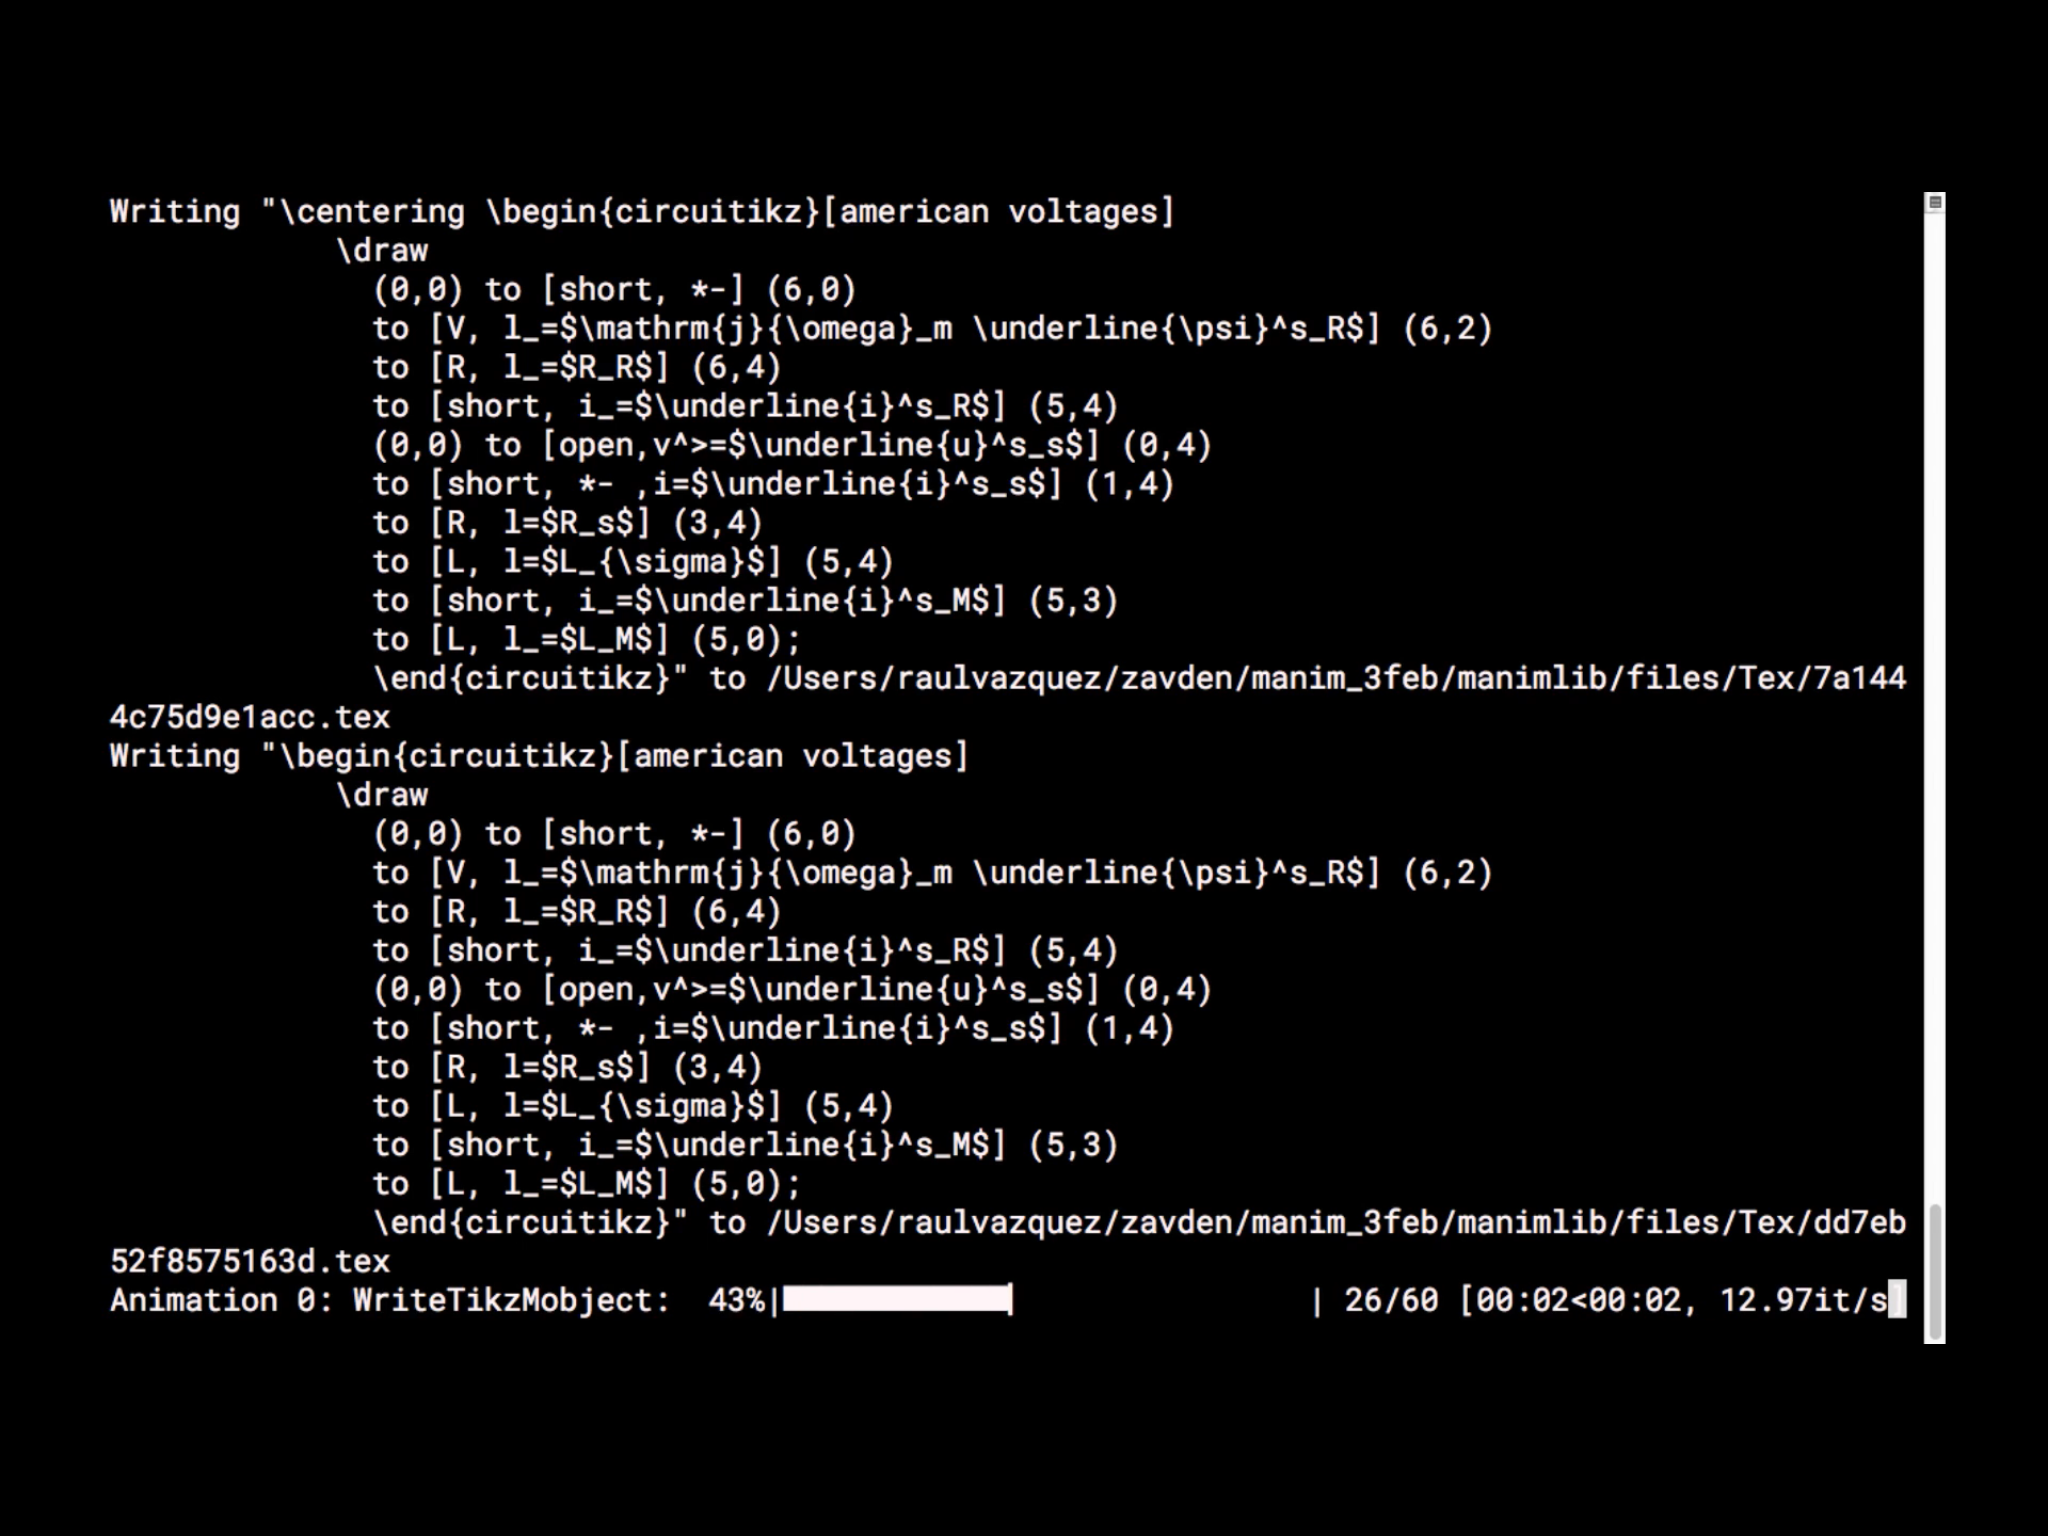 Writing "\centering \begin{circuitikz}[american voltages]
\draw
(0,0) to [short, *-] (6,0)
to [V, l_=$\mathrm{j}{\omega}_m \underline{\psi}^s_R$] (6,2)
to [R, l_=$R_R$] (6,4)
to [short, i_=$\underline{i}^s_R$] (5,4)
(0,0) to [open,v^>=$\underline{u}^s_s$] (0,4)
to [short, *- ,i=$\underline{i}^s_s$] (1,4)
to [R, l=$R_s$] (3,4)
to [L, l=$L_{\sigma}$] (5,4)
to [short, i_=$\underline{i}^s_M$] (5,3)
to [L, l_=$L_M$] (5,0);
\end{circuitikz}" to /Users/raulvazquez/zavden/manim_3feb/manimlib/files/Tex/7a144
4c75d9e1acc.tex
Writing "\begin{circuitikz}[american voltages]
\draw
(0,0) to [short, *-] (6,0)
to [V, l_=$\mathrm{j}{\omega}_m \underline{\psi}^s_R$] (6,2)
to [R, l_=$R_R$] (6,4)
to [short, i_=$\underline{i}^s_R$] (5,4)
(0,0) to [open,v^>=$\underline{u}^s_s$] (0,4)
to [short, *- ,i=$\underline{i}^s_s$] (1,4)
to [R, l=$R_s$] (3,4)
to [L, l=$L_{\sigma}$] (5,4)
to [short, i_=$\underline{i}^s_M$] (5,3)
to [L, l_=$L_M$] (5,0);
\end{circuitikz}" to /Users/raulvazquez/zavden/manim_3feb/manimlib/files/Tex/dd7eb
52f8575163d.tex
Animation 0: WriteTikzMobject:  43%| | 26/60 [00:02<00:02, 12.97it/s]